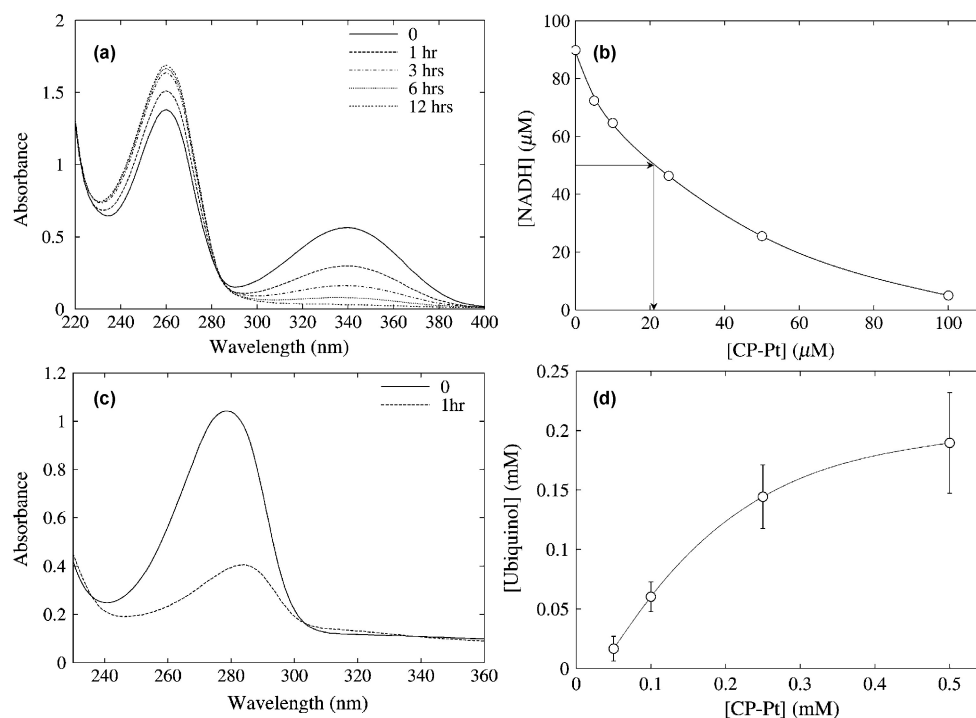 (a)
2
1.5
1
0.5
0
220 240 260 280 300 320 340 360 380 400
Absorbance
Wavelength (nm)
0
1 hr
3 hrs
6 hrs
12 hrs
(b)
100
80
60
40
20
0
0 20 40 60 80 100
[NADH] (μM)
[CP-Pt] (μM)
(c)
1.2
1
0.8
0.6
0.4
0.2
0
240 260 280 300 320 340 360
Absorbance
Wavelength (nm)
0
1hr
(d)
0.25
0.2
0.15
0.1
0.05
0
0 0.1 0.2 0.3 0.4 0.5
[Ubiquinol] (mM)
[CP-Pt] (mM)